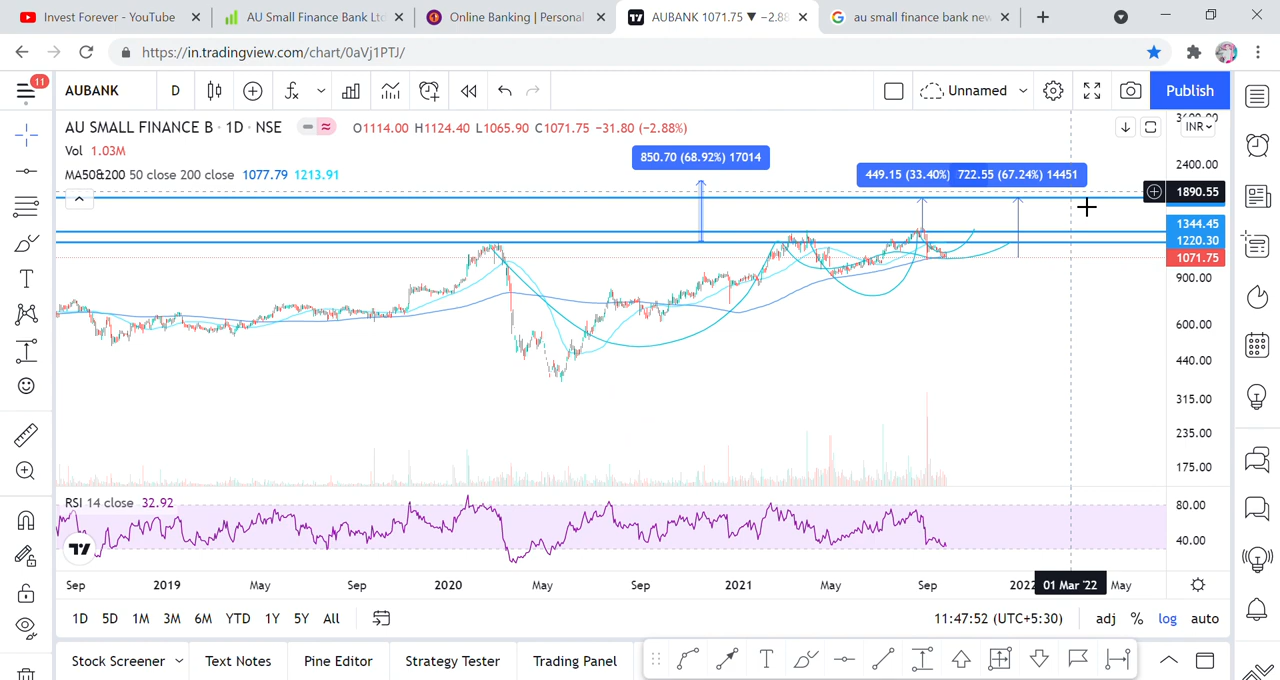 Invest Forever - YouTube
AU Small Finance Bank Lt
Online Banking | Personal
AUBANK 1071.75 ▼ −2.88
au small finance bank new
https://in.tradingview.com/chart/0aVj1PTJ/
11
AUBANK
D
Unnamed
Publish
AU SMALL FINANCE B · 1D · NSE
O1114.00 H1124.40 L1065.90 C1071.75 −31.80 (−2.88%)
Vol 1.03M
MA50&200 50 close 200 close 1077.79 1213.91
850.70 (68.92%) 17014
449.15 (33.40%)
722.55 (67.24%) 14451
INR
3600.00
2400.00
1890.55
1344.45
1220.30
1071.75
900.00
600.00
440.00
315.00
235.00
175.00
RSI 14 close 32.92
80.00
40.00
Sep 2019 May Sep 2020 May Sep 2021 May Sep 2022 01 Mar '22 May
1D 5D 1M 3M 6M YTD 1Y 5Y All
11:47:52 (UTC+5:30)
adj % log auto
Stock Screener
Text Notes
Pine Editor
Strategy Tester
Trading Panel